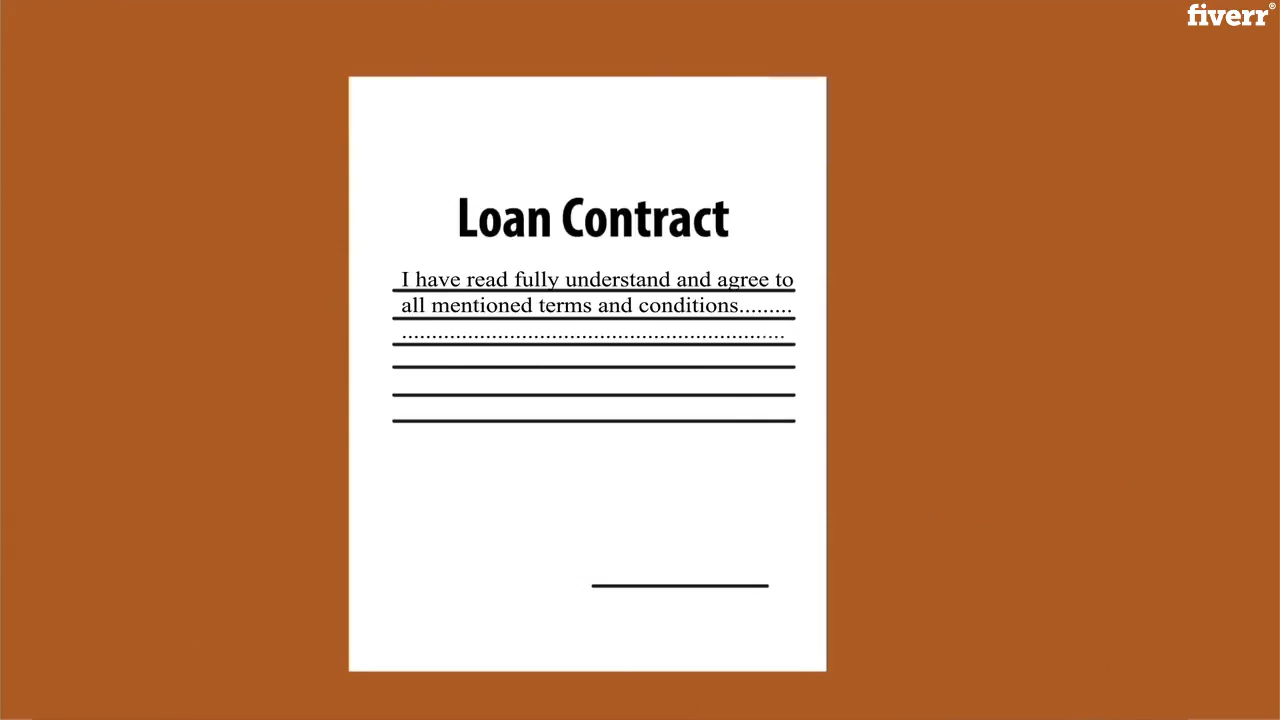 fiverr®
Loan Contract
I have read fully understand and agree to
all mentioned terms and conditions.........
................................................................